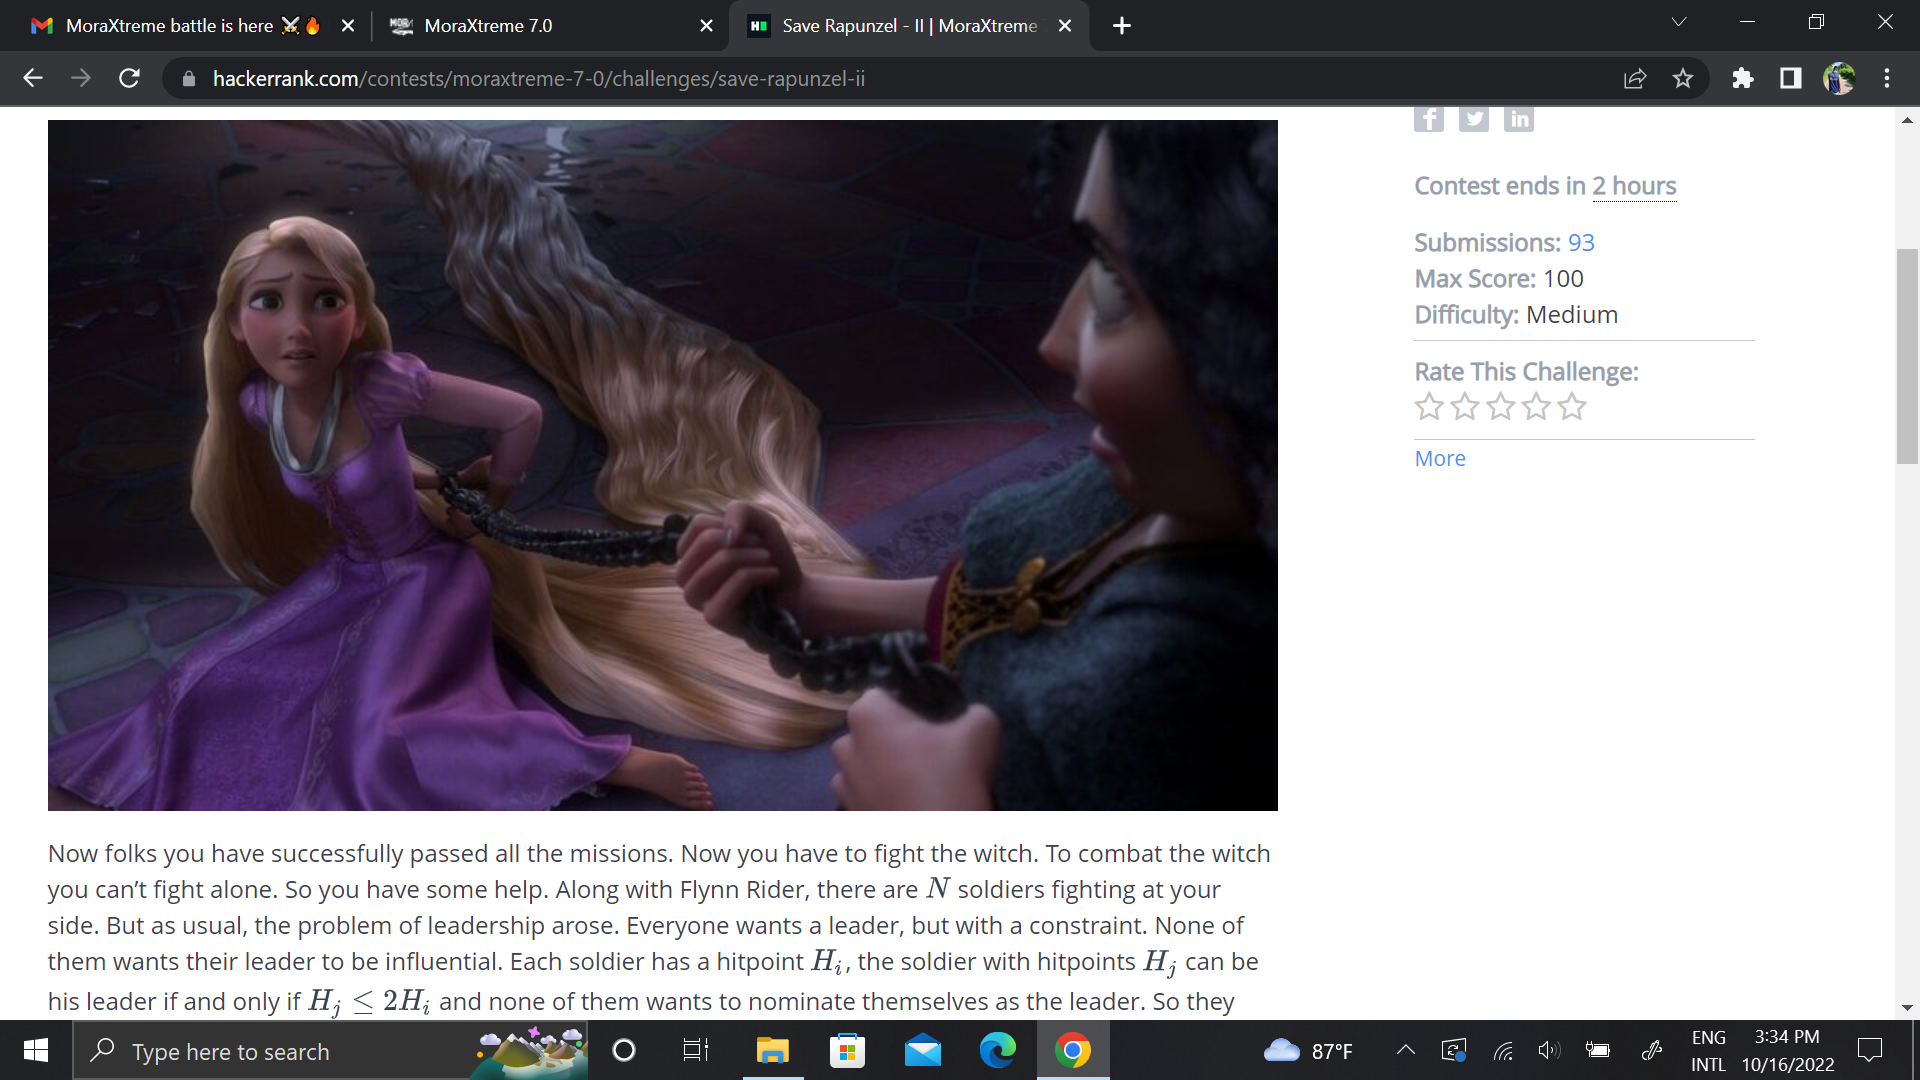 MoraXtreme battle is here ⚔🔥
MoraXtreme 7.0
Save Rapunzel - II | MoraXtreme
hackerrank.com/contests/moraxtreme-7-0/challenges/save-rapunzel-ii
Contest ends in 2 hours
Submissions: 93
Max Score: 100
Difficulty: Medium
Rate This Challenge:
More
Now folks you have successfully passed all the missions. Now you have to fight the witch. To combat the witch
you can't fight alone. So you have some help. Along with Flynn Rider, there are N soldiers fighting at your
side. But as usual, the problem of leadership arose. Everyone wants a leader, but with a constraint. None of
them wants their leader to be influential. Each soldier has a hitpoint H_i, the soldier with hitpoints H_j can be
his leader if and only if H_j ≤ 2H_i and none of them wants to nominate themselves as the leader. So they
Type here to search
87°F
ENG
INTL
3:34 PM
10/16/2022